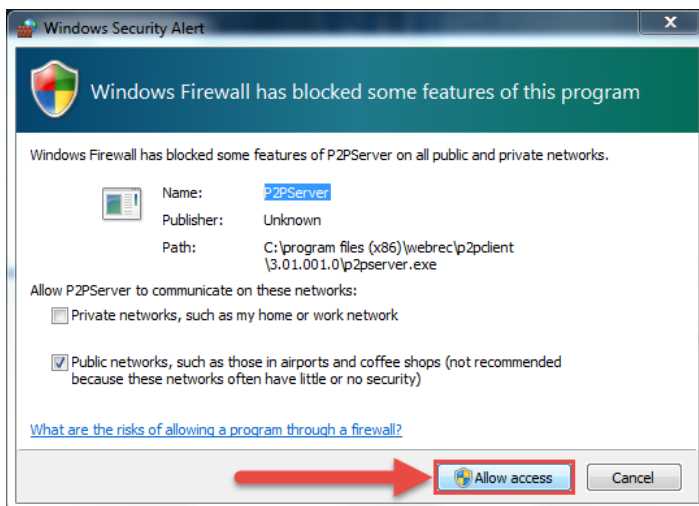 Windows Security Alert
Windows Firewall has blocked some features of this program
Windows Firewall has blocked some features of P2PServer on all public and private networks.
Name: P2PServer
Publisher: Unknown
Path: C:\program files (x86)\webrec\p2pclient
\3.01.001.0\p2pserver.exe
Allow P2PServer to communicate on these networks:
Private networks, such as my home or work network
Public networks, such as those in airports and coffee shops (not recommended
because these networks often have little or no security)
What are the risks of allowing a program through a firewall?
Allow access Cancel